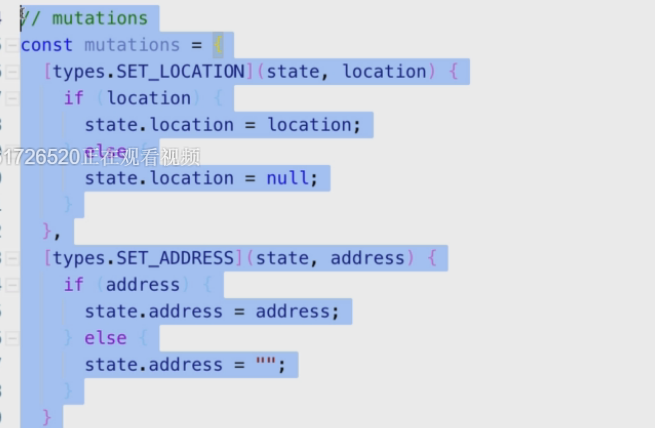 // mutations
const mutations = {
[types.SET_LOCATION](state, location) {
if (location) {
state.location = location;
} else {
51726520正在观看视频
state.location = null;
}
},
[types.SET_ADDRESS](state, address) {
if (address) {
state.address = address;
} else {
state.address = "";
}
}